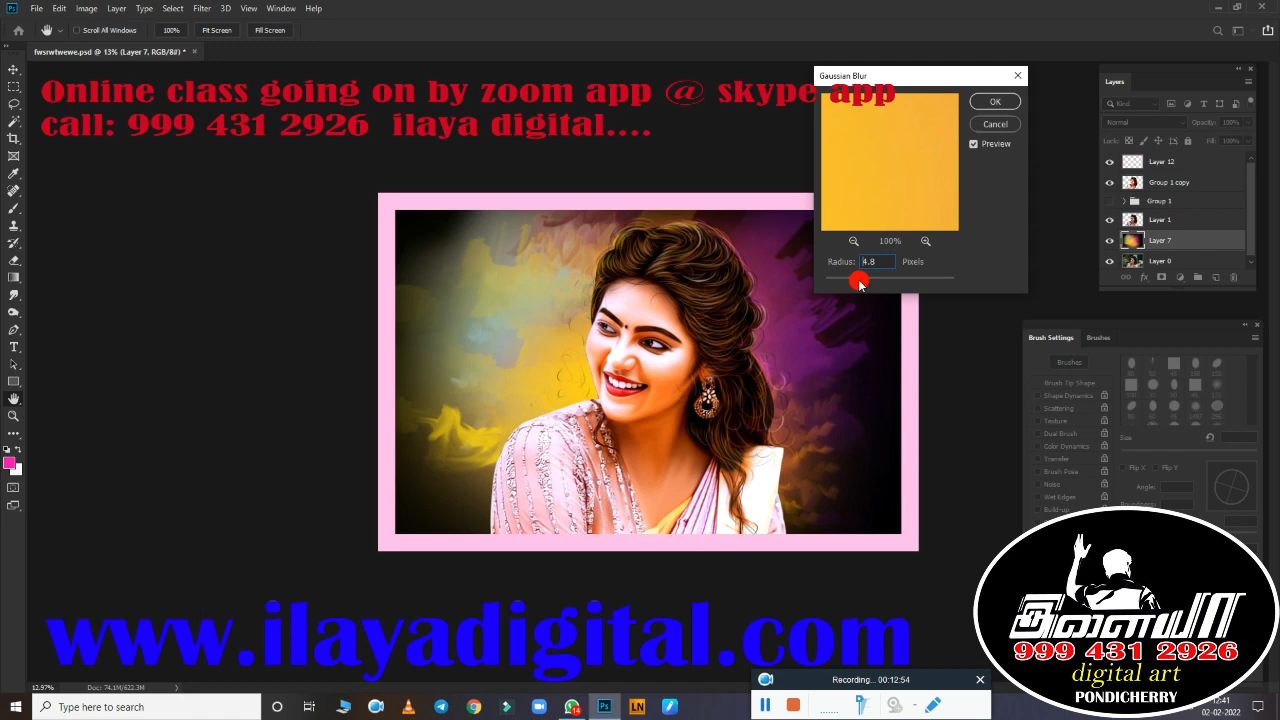 File Edit Image Layer Type Select Filter 3D View Window Help
Scroll All Windows 100% Fit Screen Fill Screen
fwsrwtwewe.psd @ 13% (Layer 7, RGB/8#) *
Online class going on by zoom app @ skype app
call: 999 431 2926 ilaya digital....
Gaussian Blur
OK
Cancel
Preview
100%
Radius: 4.8 Pixels
Layers
Kind
Normal Opacity: 100%
Lock: Fill: 100%
Layer 12
Group 1 copy
Group 1
Layer 1
Layer 7
Layer 0
Brush Settings Brushes
Brushes
Brush Tip Shape
Shape Dynamics
Scattering
Texture
Dual Brush
Color Dynamics
Transfer
Brush Pose
Noise
Wet Edges
Build-up
Size
Flip X Flip Y
Angle:
www.ilayadigital.com
இளையா
999 431 2926
digital art
PONDICHERRY
12.97% Doc: 74.1M/622.3M
Recording... 00:12:54
Type here to search
14
LN
12:41
02-02-2022